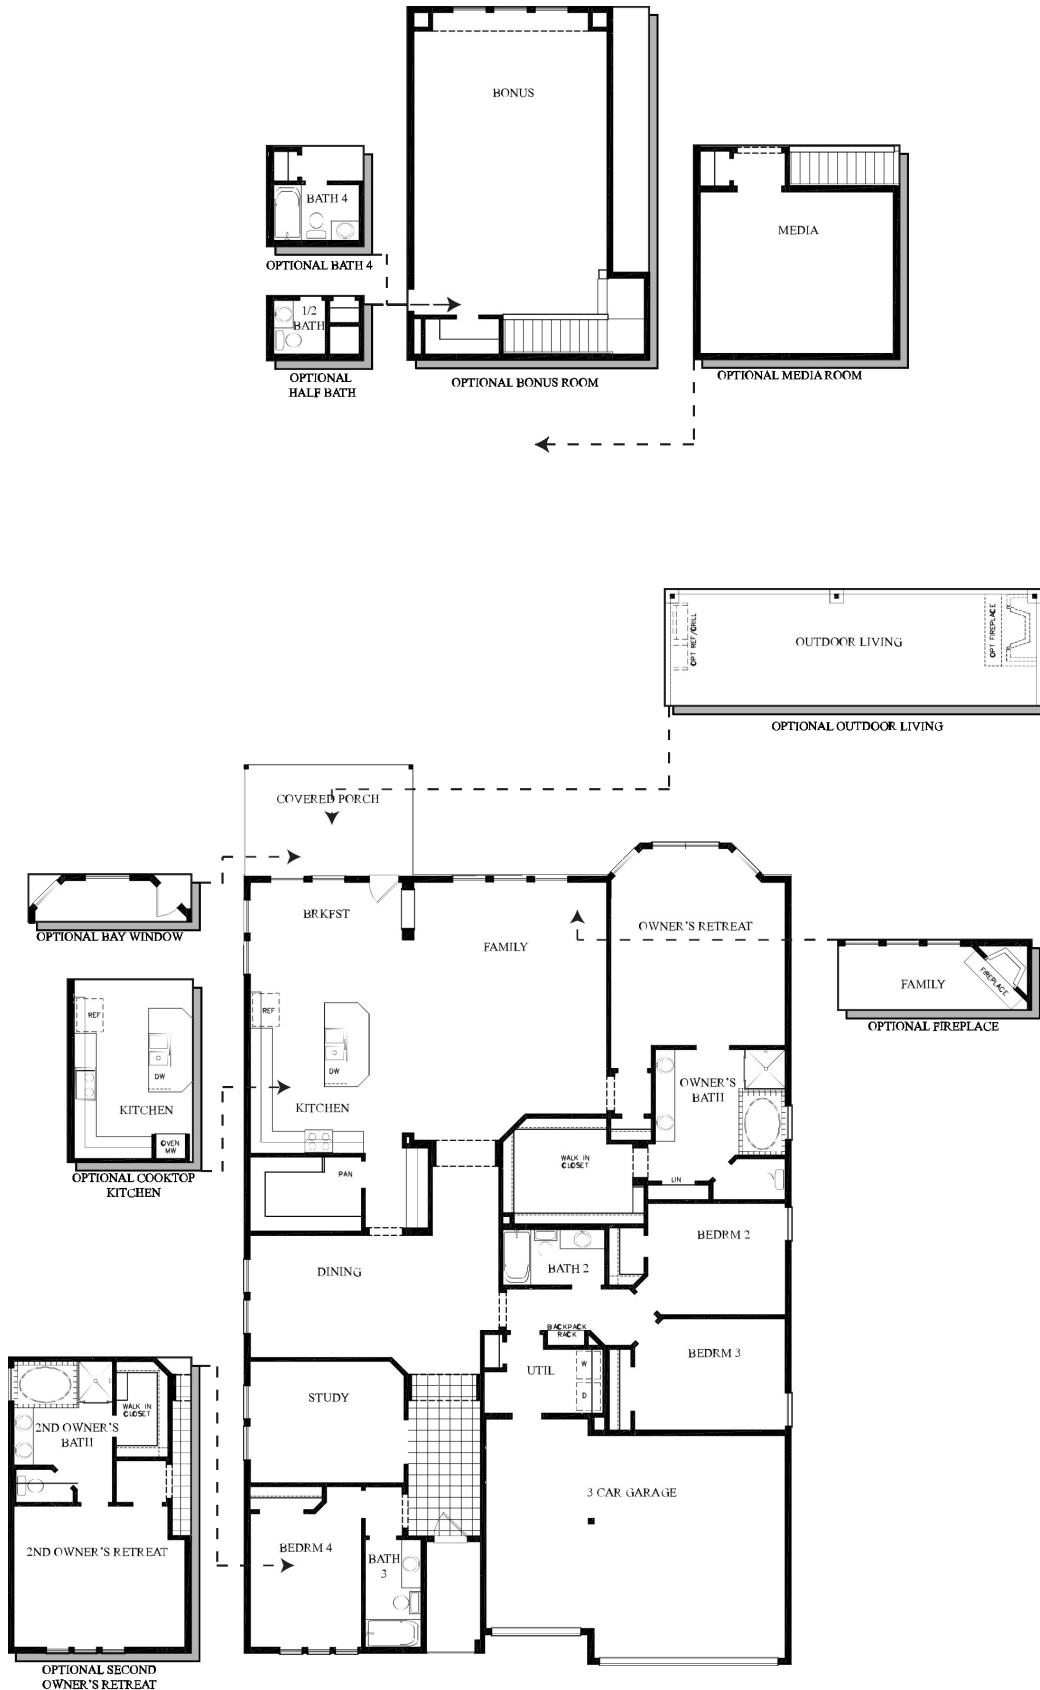 BONUS
BATH 4
OPTIONAL BATH 4
MEDIA
1/2
BATH
OPTIONAL
HALF BATH
OPTIONAL BONUS ROOM
OPTIONAL MEDIA ROOM
OPT REF/GRILL
OUTDOOR LIVING
OPT FIREPLACE
OPTIONAL OUTDOOR LIVING
COVERED PORCH
OPTIONAL BAY WINDOW
BRKFST
FAMILY
OWNER'S RETREAT
FAMILY
FIREPLACE
OPTIONAL FIREPLACE
REF
DW
KITCHEN
OVEN
MW
OPTIONAL COOKTOP
KITCHEN
REF
DW
KITCHEN
PAN
OWNER'S
BATH
WALK IN
CLOSET
LIN
BEDRM 2
BATH 2
DINING
BACKPACK
RACK
BEDRM 3
UTIL
W
D
STUDY
3 CAR GARAGE
BEDRM 4
BATH
3
WALK IN
CLOSET
2ND OWNER'S
BATH
2ND OWNER'S RETREAT
OPTIONAL SECOND
OWNER'S RETREAT